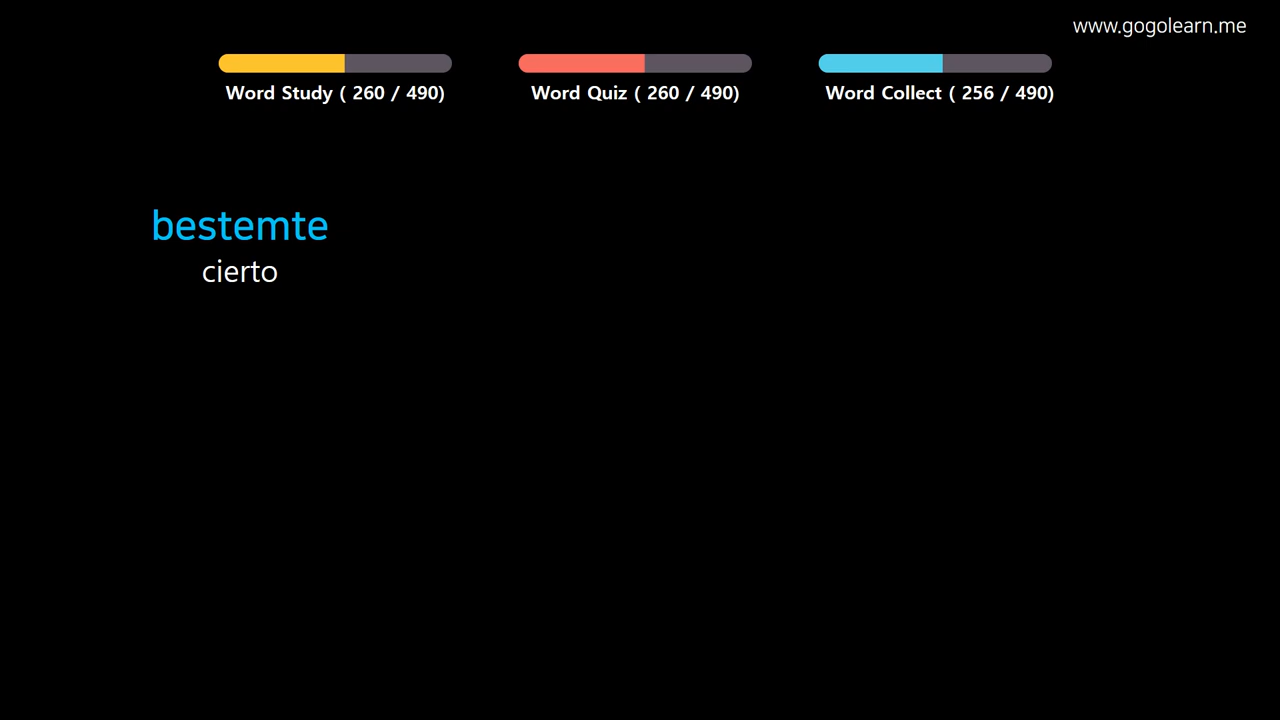 www.gogolearn.me
Word Study ( 260 / 490)
Word Quiz ( 260 / 490)
Word Collect ( 256 / 490)
bestemte
cierto